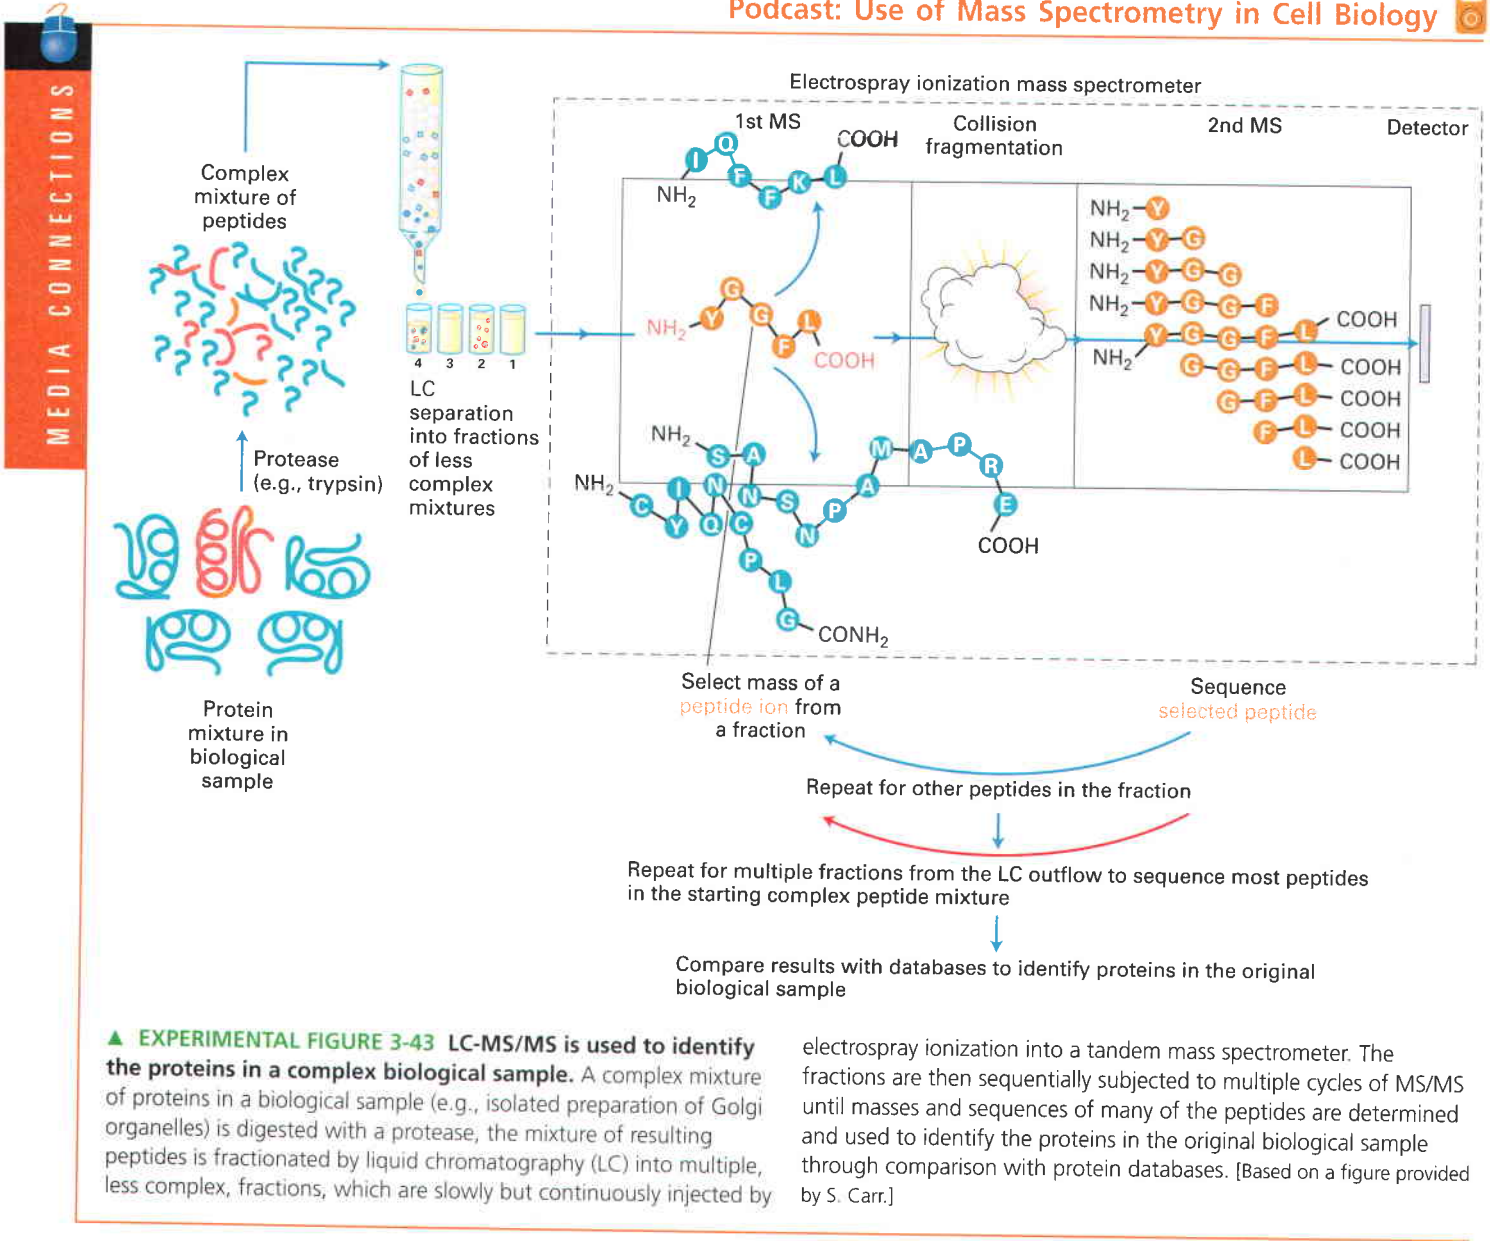 Podcast: Use of Mass Spectrometry in Cell Biology
MEDIA CONNECTIONS
Electrospray ionization mass spectrometer
1st MS
Collision
fragmentation
2nd MS
Detector
Complex
mixture of
peptides
Protease
(e.g., trypsin)
Protein
mixture in
biological
sample
4 3 2 1
LC
separation
into fractions
of less
complex
mixtures
NH2 I Q F F K L COOH
NH2 Y G G F L COOH
NH2 S A N S N P A M A P R E COOH
NH2 C Y I Q N C P L G CONH2
NH2 Y
NH2 Y G
NH2 Y G G
NH2 Y G G F
NH2 Y G G F L COOH
G G F L COOH
G F L COOH
F L COOH
L COOH
Select mass of a
peptide ion from
a fraction
Sequence
selected peptide
Repeat for other peptides in the fraction
Repeat for multiple fractions from the LC outflow to sequence most peptides
in the starting complex peptide mixture
Compare results with databases to identify proteins in the original
biological sample
▲ EXPERIMENTAL FIGURE 3-43 LC-MS/MS is used to identify
the proteins in a complex biological sample. A complex mixture
of proteins in a biological sample (e.g., isolated preparation of Golgi
organelles) is digested with a protease, the mixture of resulting
peptides is fractionated by liquid chromatography (LC) into multiple,
less complex, fractions, which are slowly but continuously injected by
electrospray ionization into a tandem mass spectrometer. The
fractions are then sequentially subjected to multiple cycles of MS/MS
until masses and sequences of many of the peptides are determined
and used to identify the proteins in the original biological sample
through comparison with protein databases. [Based on a figure provided
by S. Carr.]